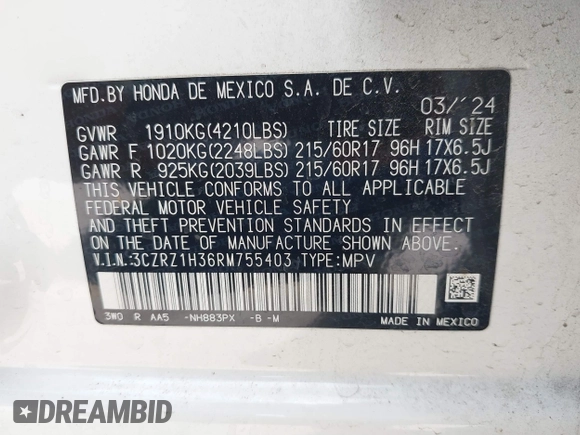 MFD.BY HONDA DE MEXICO S.A. DE C.V.
03/'24
GVWR 1910KG(4210LBS) TIRE SIZE RIM SIZE
GAWR F 1020KG(2248LBS) 215/60R17 96H 17X6.5J
GAWR R 925KG(2039LBS) 215/60R17 96H 17X6.5J
THIS VEHICLE CONFORMS TO ALL APPLICABLE
FEDERAL MOTOR VEHICLE SAFETY
AND THEFT PREVENTION STANDARDS IN EFFECT
ON THE DATE OF MANUFACTURE SHOWN ABOVE.
V.I.N.:3CZRZ1H36RM755403 TYPE:MPV
3W0 R AA5 -NH883PX -B -M
MADE IN MEXICO
DREAMBID